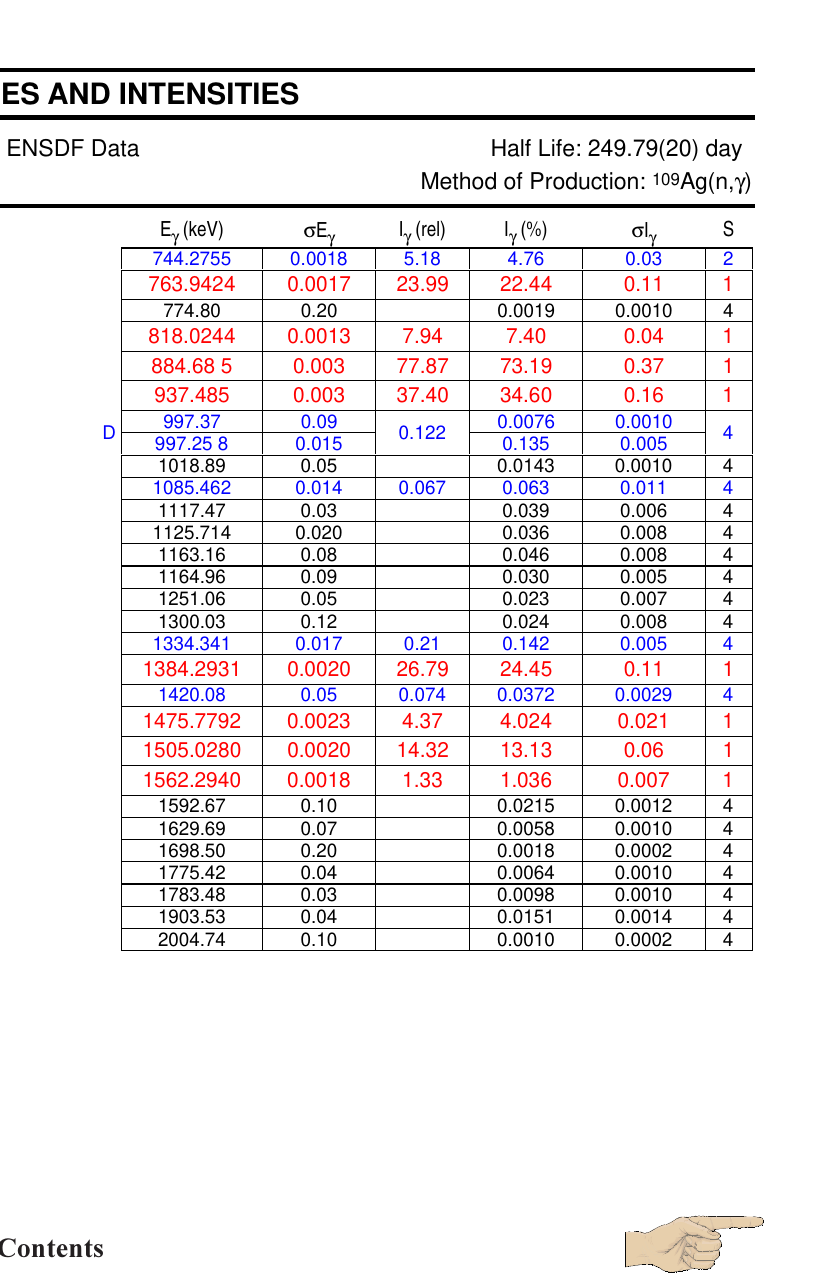 ES AND INTENSITIES
ENSDF Data Half Life: 249.79(20) day
Method of Production: ¹⁰⁹Ag(n,γ)
Eγ (keV) σEγ Iγ (rel) Iγ (%) σIγ S
744.2755 0.0018 5.18 4.76 0.03 2
763.9424 0.0017 23.99 22.44 0.11 1
774.80 0.20 0.0019 0.0010 4
818.0244 0.0013 7.94 7.40 0.04 1
884.68 5 0.003 77.87 73.19 0.37 1
937.485 0.003 37.40 34.60 0.16 1
997.37 0.09 0.0076 0.0010
D 0.122 4
997.25 8 0.015 0.135 0.005
1018.89 0.05 0.0143 0.0010 4
1085.462 0.014 0.067 0.063 0.011 4
1117.47 0.03 0.039 0.006 4
1125.714 0.020 0.036 0.008 4
1163.16 0.08 0.046 0.008 4
1164.96 0.09 0.030 0.005 4
1251.06 0.05 0.023 0.007 4
1300.03 0.12 0.024 0.008 4
1334.341 0.017 0.21 0.142 0.005 4
1384.2931 0.0020 26.79 24.45 0.11 1
1420.08 0.05 0.074 0.0372 0.0029 4
1475.7792 0.0023 4.37 4.024 0.021 1
1505.0280 0.0020 14.32 13.13 0.06 1
1562.2940 0.0018 1.33 1.036 0.007 1
1592.67 0.10 0.0215 0.0012 4
1629.69 0.07 0.0058 0.0010 4
1698.50 0.20 0.0018 0.0002 4
1775.42 0.04 0.0064 0.0010 4
1783.48 0.03 0.0098 0.0010 4
1903.53 0.04 0.0151 0.0014 4
2004.74 0.10 0.0010 0.0002 4
Contents